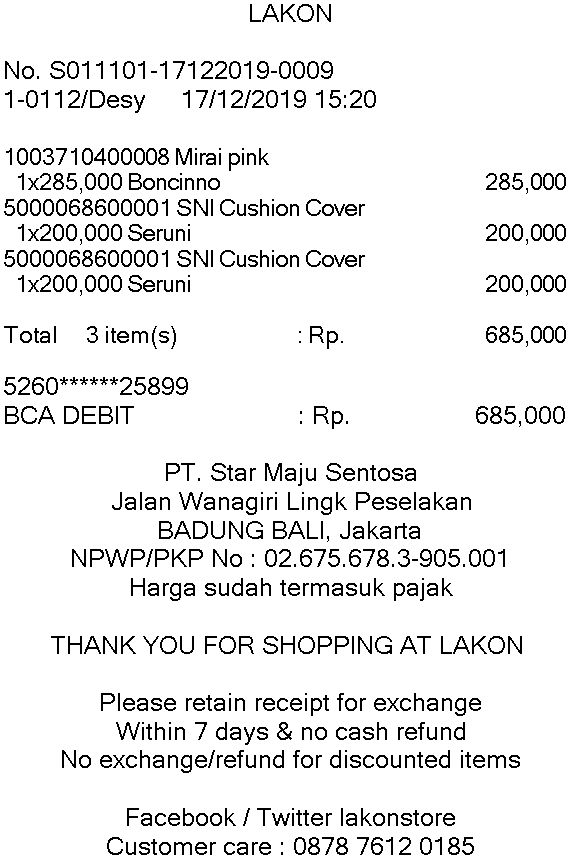 LAKON
No. S011101-17122019-0009
1-0112/Desy 17/12/2019 15:20
1003710400008 Mirai pink
1x285,000 Boncinno 285,000
5000068600001 SNI Cushion Cover
1x200,000 Seruni 200,000
5000068600001 SNI Cushion Cover
1x200,000 Seruni 200,000
Total 3 item(s) : Rp. 685,000
5260******25899
BCA DEBIT : Rp. 685,000
PT. Star Maju Sentosa
Jalan Wanagiri Lingk Peselakan
BADUNG BALI, Jakarta
NPWP/PKP No : 02.675.678.3-905.001
Harga sudah termasuk pajak
THANK YOU FOR SHOPPING AT LAKON
Please retain receipt for exchange
Within 7 days & no cash refund
No exchange/refund for discounted items
Facebook / Twitter lakonstore
Customer care : 0878 7612 0185